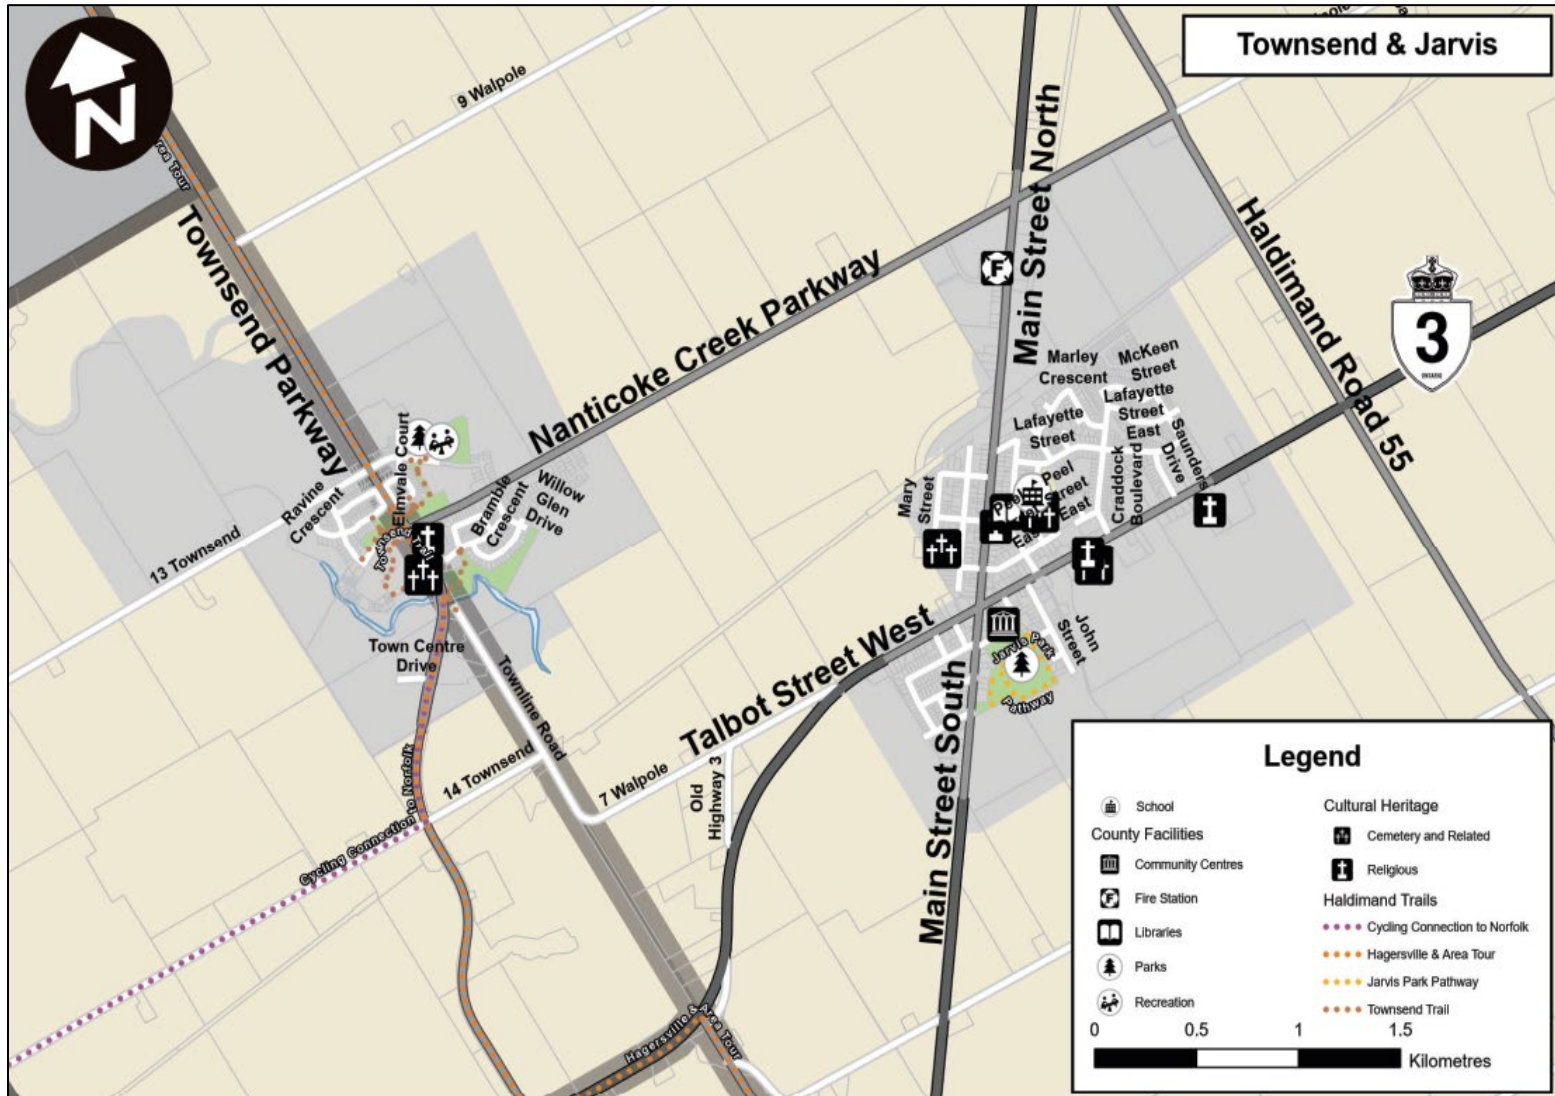 Townsend & Jarvis
N
9 Walpole
Area Tour
Townsend Parkway
Nanticoke Creek Parkway
Main Street North
F
Haldimand Road 55
3
ONTARIO
Marley
Crescent
McKeen
Street
Lafayette
Street
Lafayette
Street
East
Saunders
Drive
Craddock
Boulevard
Peel
Street
East
Mary
Street
Elmvale Court
Ravine
Crescent
Bramble
Crescent
Willow
Glen
Drive
13 Townsend
Townsend Trail
Town Centre
Drive
Townline Road
14 Townsend
Cycling Connection to Norfolk
7 Walpole
Talbot Street West
Old
Highway 3
Main Street South
John
Street
Jarvis Park
Pathway
Hagersville & Area Tour
Legend
School
County Facilities
Community Centres
F
Fire Station
Libraries
Parks
Recreation
Cultural Heritage
Cemetery and Related
Religious
Haldimand Trails
Cycling Connection to Norfolk
Hagersville & Area Tour
Jarvis Park Pathway
Townsend Trail
0 0.5 1 1.5
Kilometres